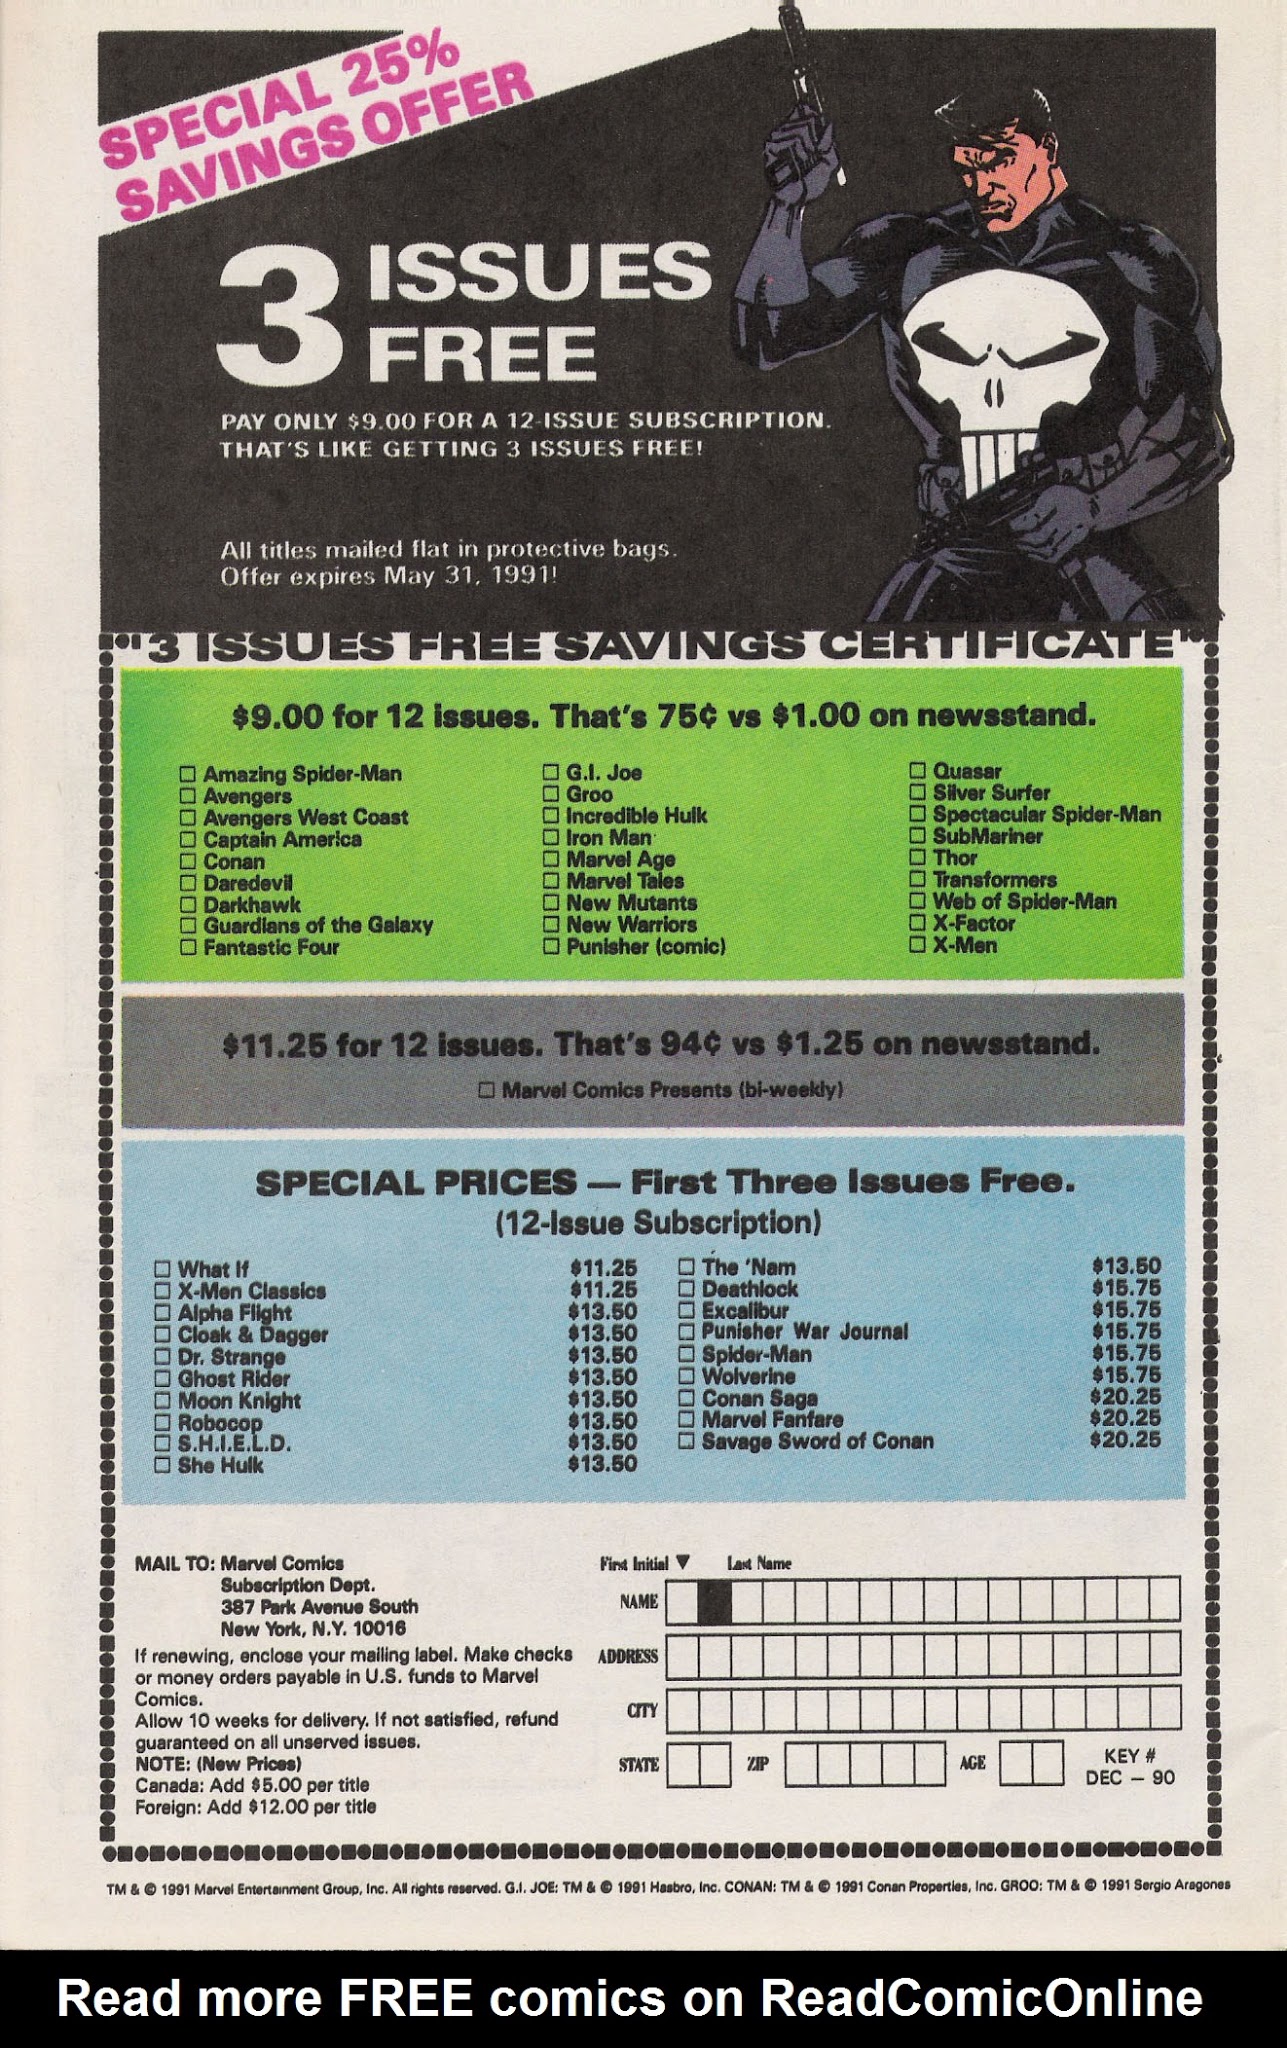 SPECIAL 25%
SAVINGS OFFER
3 ISSUES
FREE
PAY ONLY $9.00 FOR A 12-ISSUE SUBSCRIPTION.
THAT'S LIKE GETTING 3 ISSUES FREE!
All titles mailed flat in protective bags.
Offer expires May 31, 1991!
"3 ISSUES FREE SAVINGS CERTIFICATE"
$9.00 for 12 issues. That's 75¢ vs $1.00 on newsstand.
☐ Amazing Spider-Man
☐ Avengers
☐ Avengers West Coast
☐ Captain America
☐ Conan
☐ Daredevil
☐ Darkhawk
☐ Guardians of the Galaxy
☐ Fantastic Four
☐ G.I. Joe
☐ Groo
☐ Incredible Hulk
☐ Iron Man
☐ Marvel Age
☐ Marvel Tales
☐ New Mutants
☐ New Warriors
☐ Punisher (comic)
☐ Quasar
☐ Silver Surfer
☐ Spectacular Spider-Man
☐ SubMariner
☐ Thor
☐ Transformers
☐ Web of Spider-Man
☐ X-Factor
☐ X-Men
$11.25 for 12 issues. That's 94¢ vs $1.25 on newsstand.
☐ Marvel Comics Presents (bi-weekly)
SPECIAL PRICES — First Three Issues Free.
(12-Issue Subscription)
☐ What If $11.25
☐ X-Men Classics $11.25
☐ Alpha Flight $13.50
☐ Cloak & Dagger $13.50
☐ Dr. Strange $13.50
☐ Ghost Rider $13.50
☐ Moon Knight $13.50
☐ Robocop $13.50
☐ S.H.I.E.L.D. $13.50
☐ She Hulk $13.50
☐ The 'Nam $13.50
☐ Deathlock $15.75
☐ Excalibur $15.75
☐ Punisher War Journal $15.75
☐ Spider-Man $15.75
☐ Wolverine $15.75
☐ Conan Saga $20.25
☐ Marvel Fanfare $20.25
☐ Savage Sword of Conan $20.25
MAIL TO: Marvel Comics
Subscription Dept.
387 Park Avenue South
New York, N.Y. 10016
If renewing, enclose your mailing label. Make checks
or money orders payable in U.S. funds to Marvel
Comics.
Allow 10 weeks for delivery. If not satisfied, refund
guaranteed on all unserved issues.
NOTE: (New Prices)
Canada: Add $5.00 per title
Foreign: Add $12.00 per title
First Initial ▼ Last Name
NAME
ADDRESS
CITY
STATE ZIP AGE
KEY #
DEC – 90
TM & © 1991 Marvel Entertainment Group, Inc. All rights reserved. G.I. JOE: TM & © 1991 Hasbro, Inc. CONAN: TM & © 1991 Conan Properties, Inc. GROO: TM & © 1991 Sergio Aragones
Read more FREE comics on ReadComicOnline